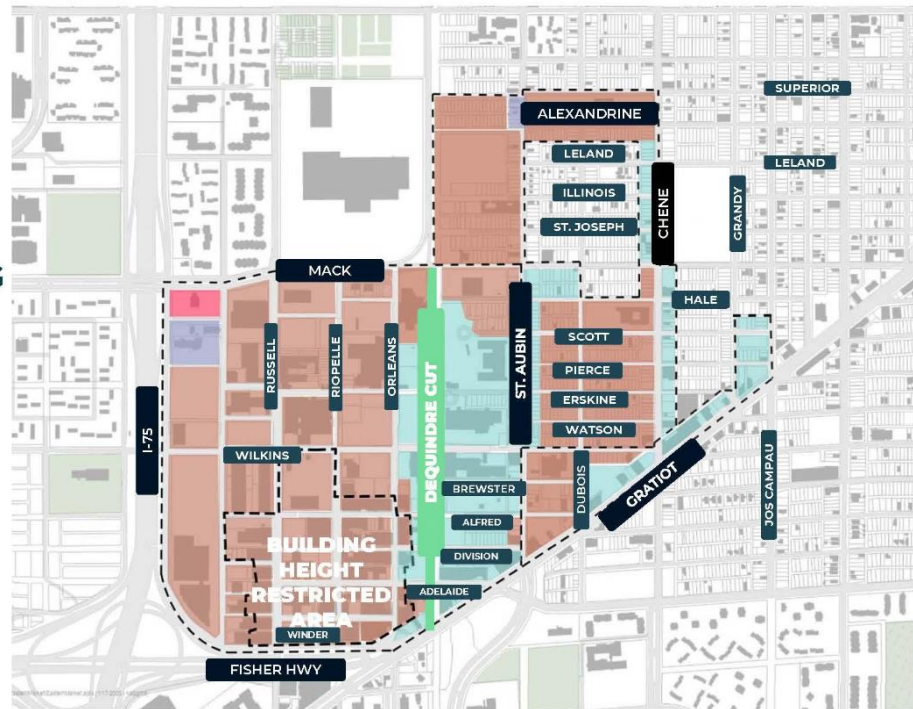 SUPERIOR
ALEXANDRINE
LELAND
LELAND
ILLINOIS
CHENE
GRANDY
ST. JOSEPH
MACK
HALE
RUSSELL
RIOPELLE
ORLEANS
ST. AUBIN
SCOTT
PIERCE
ERSKINE
WATSON
I-75
WILKINS
DEQUINDRE CUT
BREWSTER
DUBOIS
GRATIOT
JOS CAMPAU
ALFRED
BUILDING
HEIGHT
RESTRICTED
AREA
DIVISION
ADELAIDE
WINDER
FISHER HWY